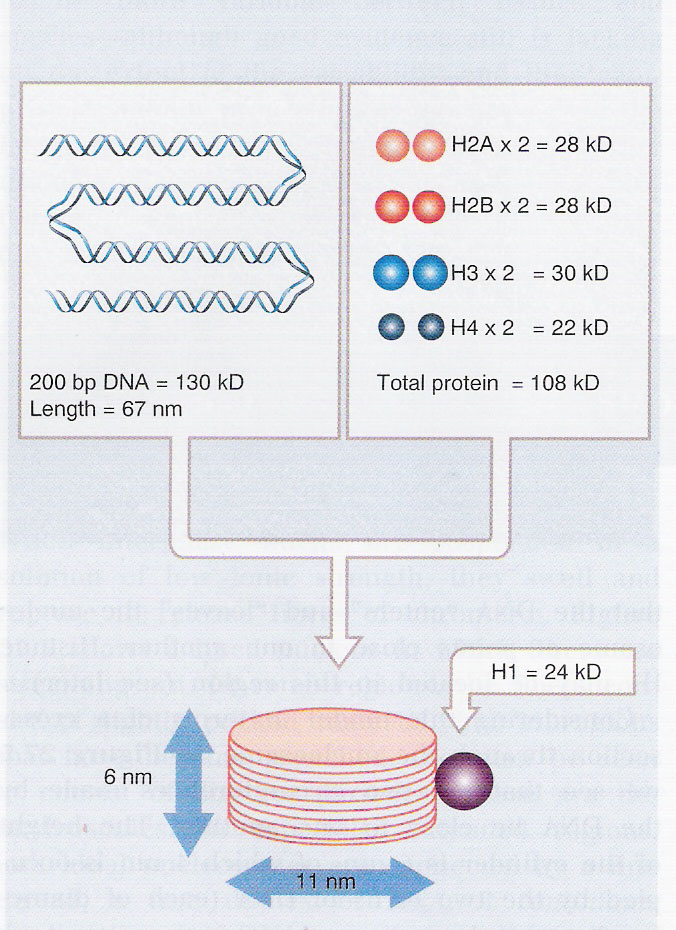 H2A x 2 = 28 kD
H2B x 2 = 28 kD
H3 x 2 = 30 kD
H4 x 2 = 22 kD
200 bp DNA = 130 kD
Length = 67 nm
Total protein = 108 kD
H1 = 24 kD
6 nm
11 nm